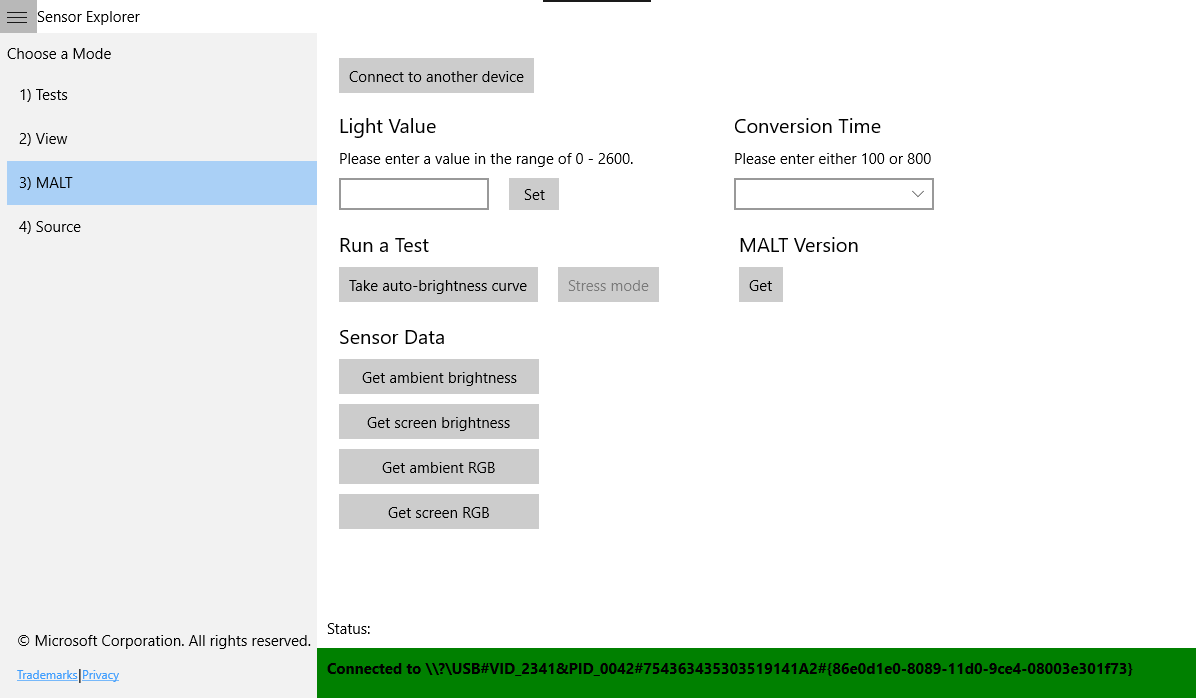 Sensor Explorer
Choose a Mode
1) Tests
2) View
3) MALT
4) Source
Connect to another device
Light Value
Please enter a value in the range of 0 - 2600.
Set
Conversion Time
Please enter either 100 or 800
Run a Test
Take auto-brightness curve
Stress mode
MALT Version
Get
Sensor Data
Get ambient brightness
Get screen brightness
Get ambient RGB
Get screen RGB
© Microsoft Corporation. All rights reserved.
Trademarks|Privacy
Status:
Connected to \\?\USB#VID_2341&PID_0042#754363435303519141A2#{86e0d1e0-8089-11d0-9ce4-08003e301f73}